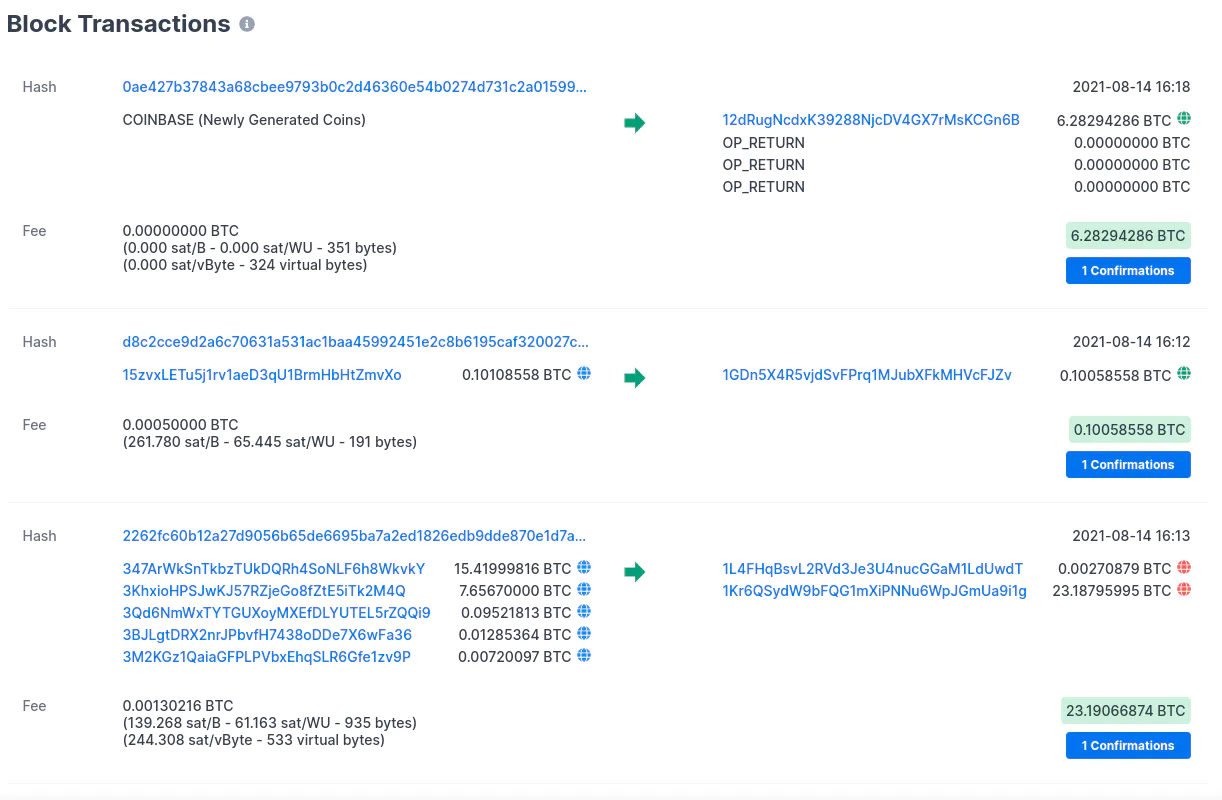 Block Transactions
Hash 0ae427b37843a68cbee9793b0c2d46360e54b0274d731c2a01599... 2021-08-14 16:18
COINBASE (Newly Generated Coins) 12dRugNcdxK39288NjcDV4GX7rMsKCGn6B 6.28294286 BTC
OP_RETURN 0.00000000 BTC
OP_RETURN 0.00000000 BTC
OP_RETURN 0.00000000 BTC
Fee 0.00000000 BTC 6.28294286 BTC
(0.000 sat/B - 0.000 sat/WU - 351 bytes)
(0.000 sat/vByte - 324 virtual bytes) 1 Confirmations
Hash d8c2cce9d2a6c70631a531ac1baa45992451e2c8b6195caf320027c... 2021-08-14 16:12
15zvxLETu5j1rv1aeD3qU1BrmHbHtZmvXo 0.10108558 BTC 1GDn5X4R5vjdSvFPrq1MJubXFkMHVcFJZv 0.10058558 BTC
Fee 0.00050000 BTC 0.10058558 BTC
(261.780 sat/B - 65.445 sat/WU - 191 bytes)
1 Confirmations
Hash 2262fc60b12a27d9056b65de6695ba7a2ed1826edb9dde870e1d7a... 2021-08-14 16:13
347ArWkSnTkbzTUkDQRh4SoNLF6h8WkvkY 15.41999816 BTC 1L4FHqBsvL2RVd3Je3U4nucGGaM1LdUwdT 0.00270879 BTC
3KhxioHPSJwKJ57RZjeGo8fZtE5iTk2M4Q 7.65670000 BTC 1Kr6QSydW9bFQG1mXiPNNu6WpJGmUa9i1g 23.18795995 BTC
3Qd6NmWxTYTGUXoyMXEfDLYUTEL5rZQQi9 0.09521813 BTC
3BJLgtDRX2nrJPbvfH7438oDDe7X6wFa36 0.01285364 BTC
3M2KGz1QaiaGFPLPVbxEhqSLR6Gfe1zv9P 0.00720097 BTC
Fee 0.00130216 BTC 23.19066874 BTC
(139.268 sat/B - 61.163 sat/WU - 935 bytes)
(244.308 sat/vByte - 533 virtual bytes) 1 Confirmations